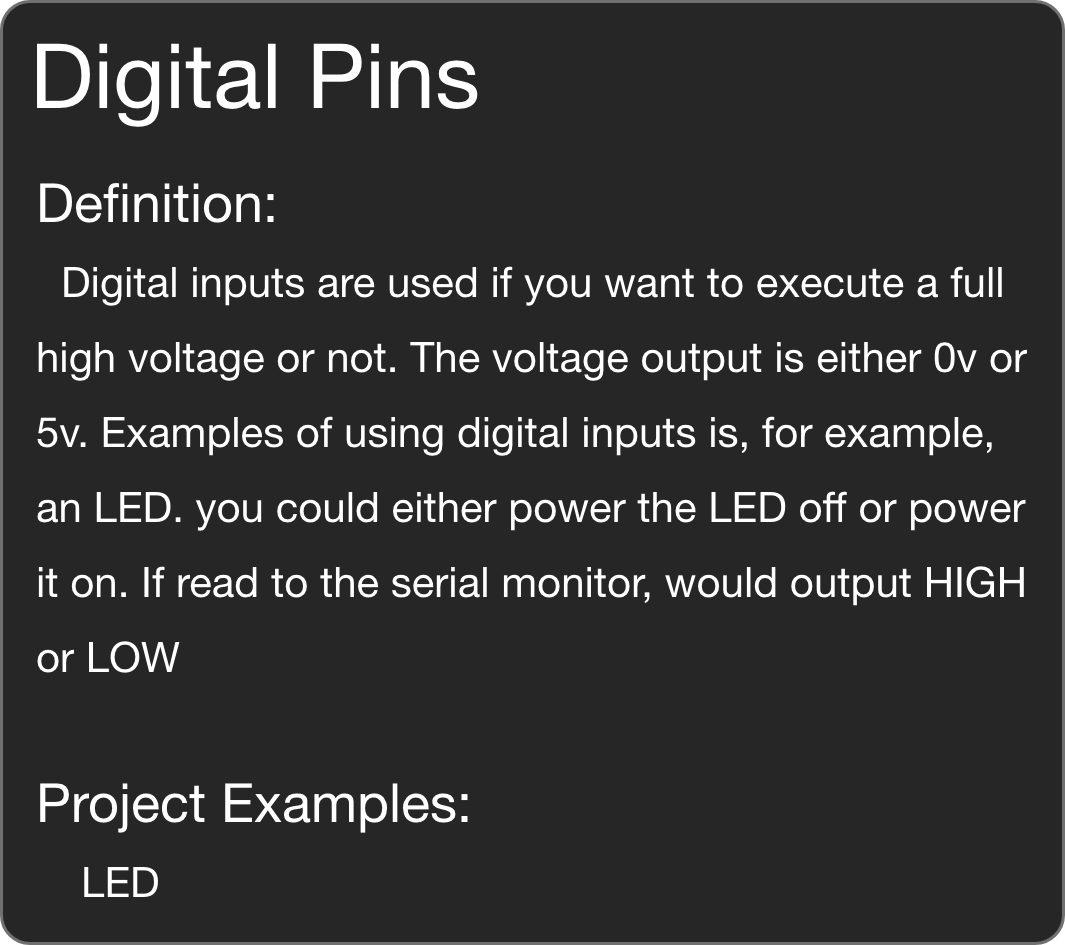 Digital Pins
Definition:
Digital inputs are used if you want to execute a full
high voltage or not. The voltage output is either 0v or
5v. Examples of using digital inputs is, for example,
an LED. you could either power the LED off or power
it on. If read to the serial monitor, would output HIGH
or LOW
Project Examples:
LED